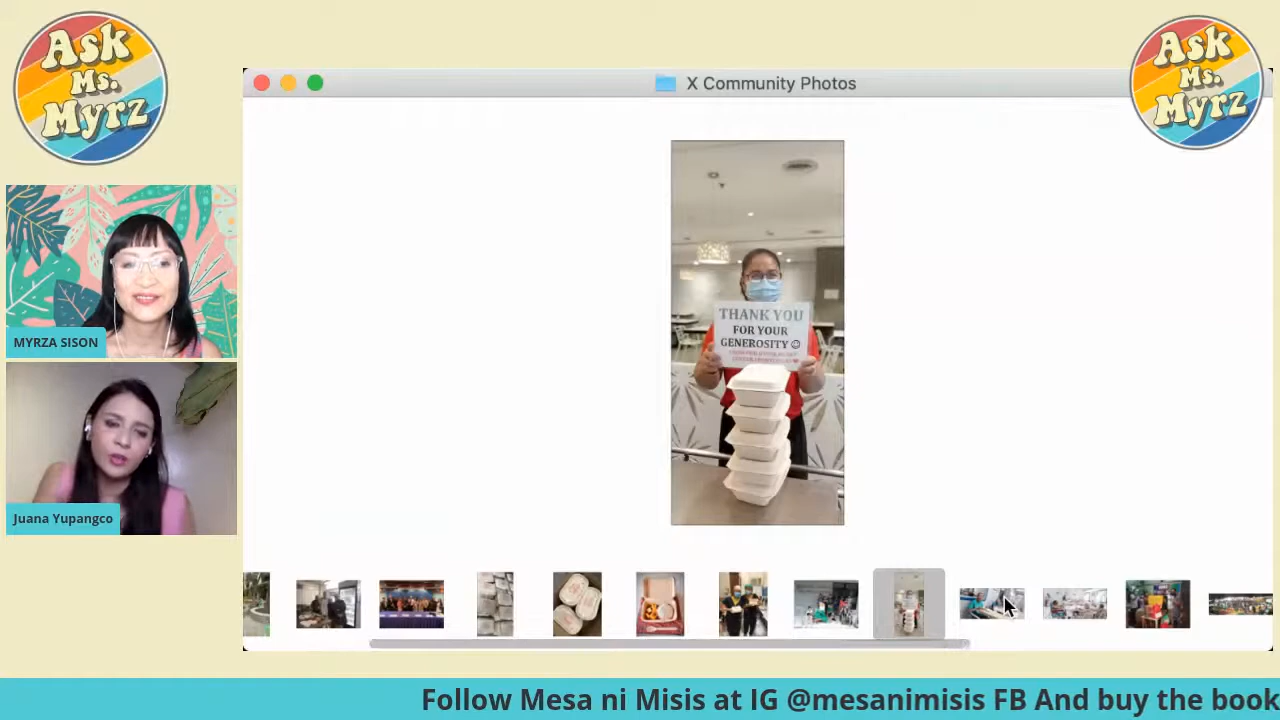 Ask
Ms.
Myrz
X Community Photos
Ask
Ms.
Myrz
THANK YOU
FOR YOUR
GENEROSITY ☺
MYRZA SISON
Juana Yupangco
Follow Mesa ni Misis at IG @mesanimisis FB And buy the book